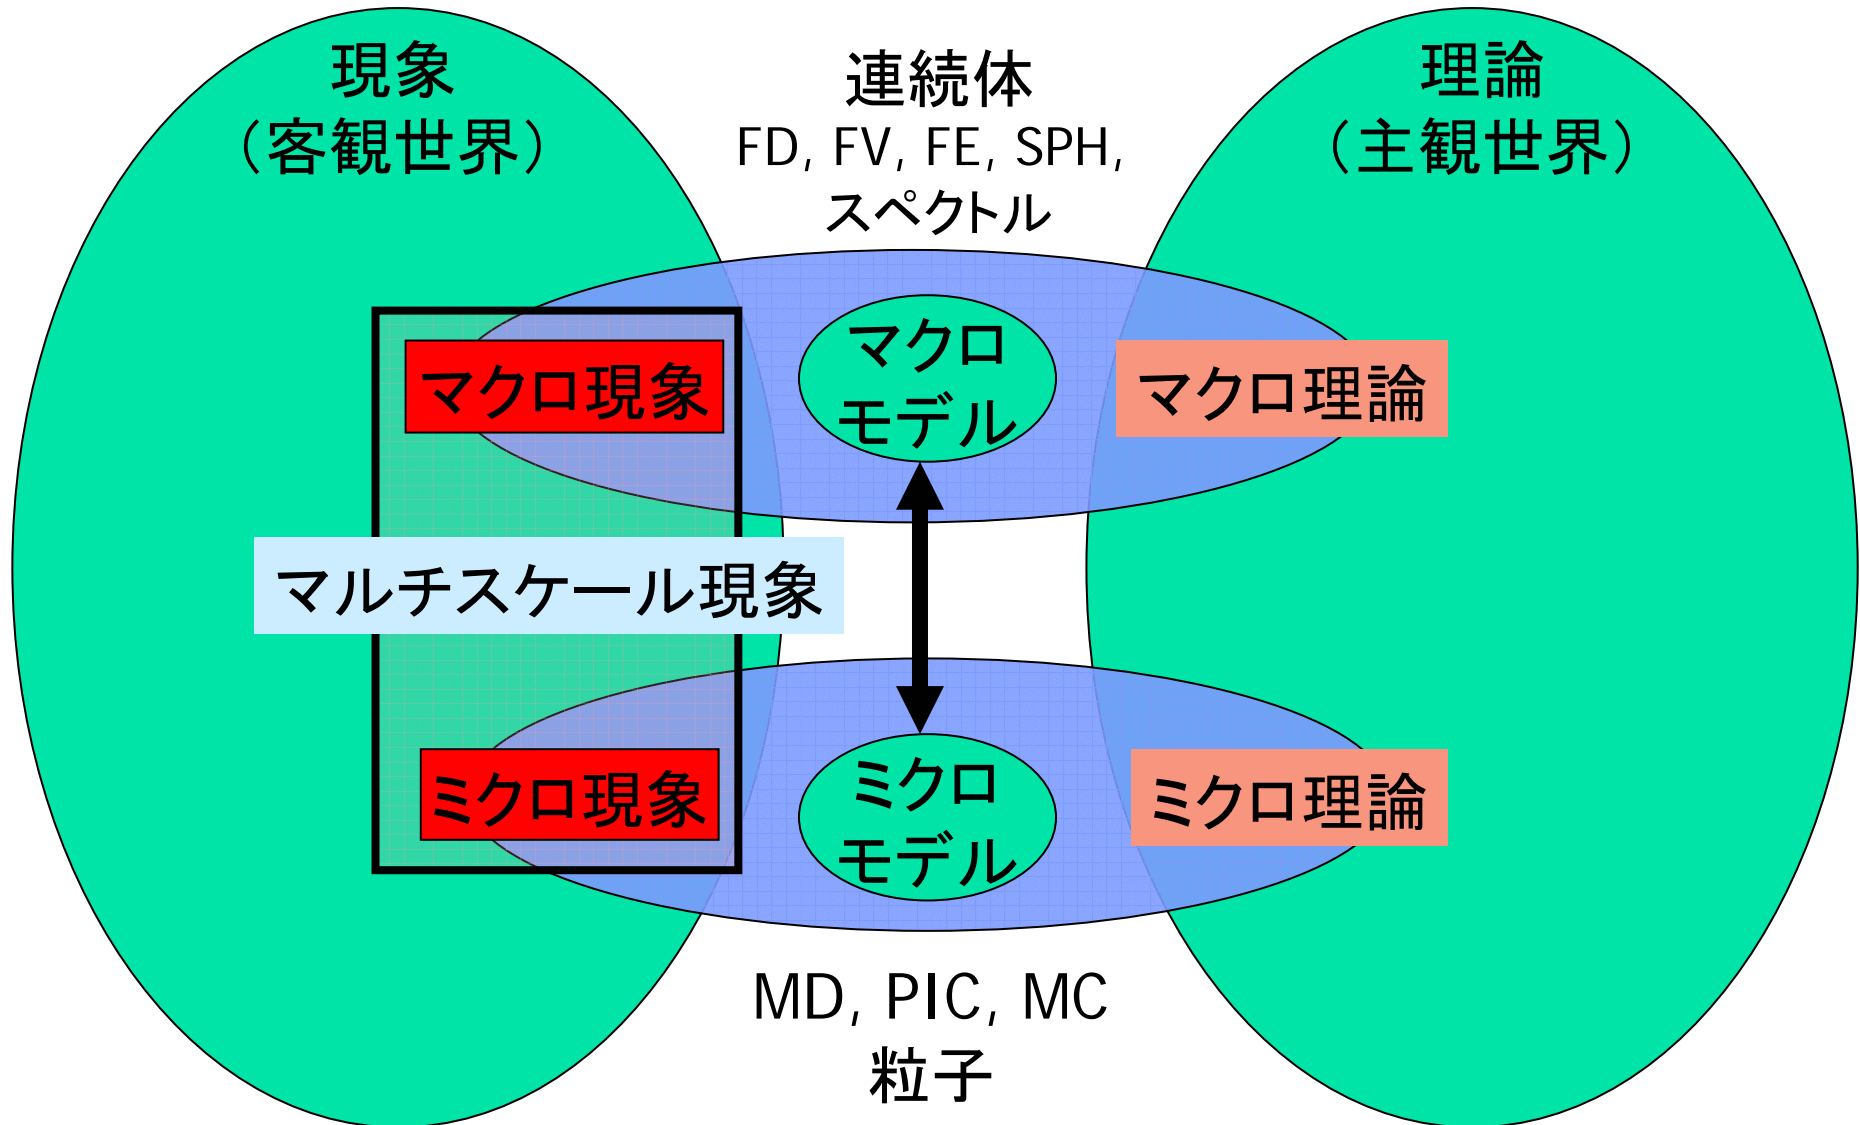 現象
（客観世界）
連続体
FD, FV, FE, SPH,
スペクトル
理論
（主観世界）
マクロ現象
マクロ
モデル
マクロ理論
マルチスケール現象
ミクロ現象
ミクロ
モデル
ミクロ理論
MD, PIC, MC
粒子